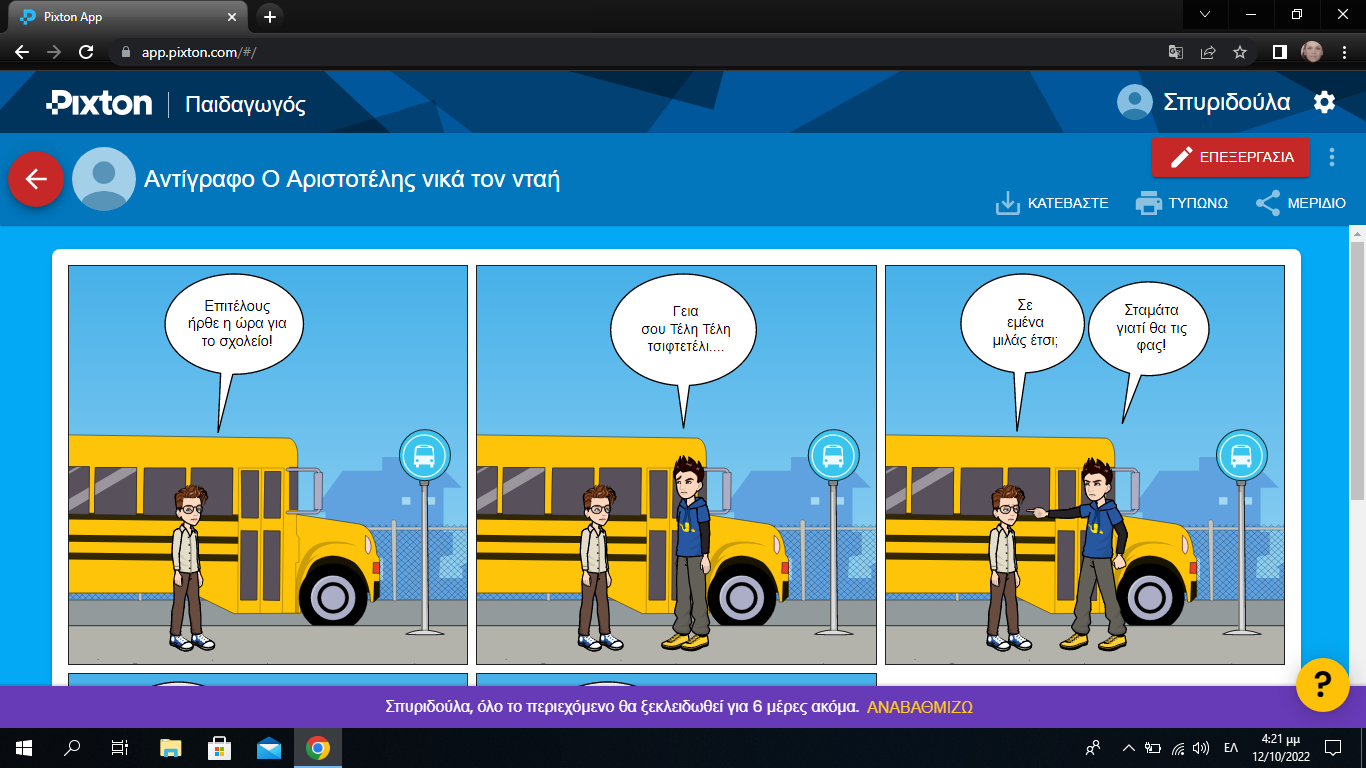 Pixton App
app.pixton.com/#/
Pixton Παιδαγωγός
Σπυριδούλα
Αντίγραφο Ο Αριστοτέλης νικά τον νταή
ΕΠΕΞΕΡΓΑΣΙΑ
ΚΑΤΕΒΑΣΤΕ
ΤΥΠΩΝΩ
ΜΕΡΙΔΙΟ
Επιτέλους
ήρθε η ώρα για
το σχολείο!
Γεια
σου Τέλη Τέλη
τσιφτετέλι....
Σε
εμένα
μιλάς έτσι;
Σταμάτα
γιατί θα τις
φας!
?
Σπυριδούλα, όλο το περιεχόμενο θα ξεκλειδωθεί για 6 μέρες ακόμα. ΑΝΑΒΑΘΜΙΖΩ
ΕΛ
4:21 μμ
12/10/2022